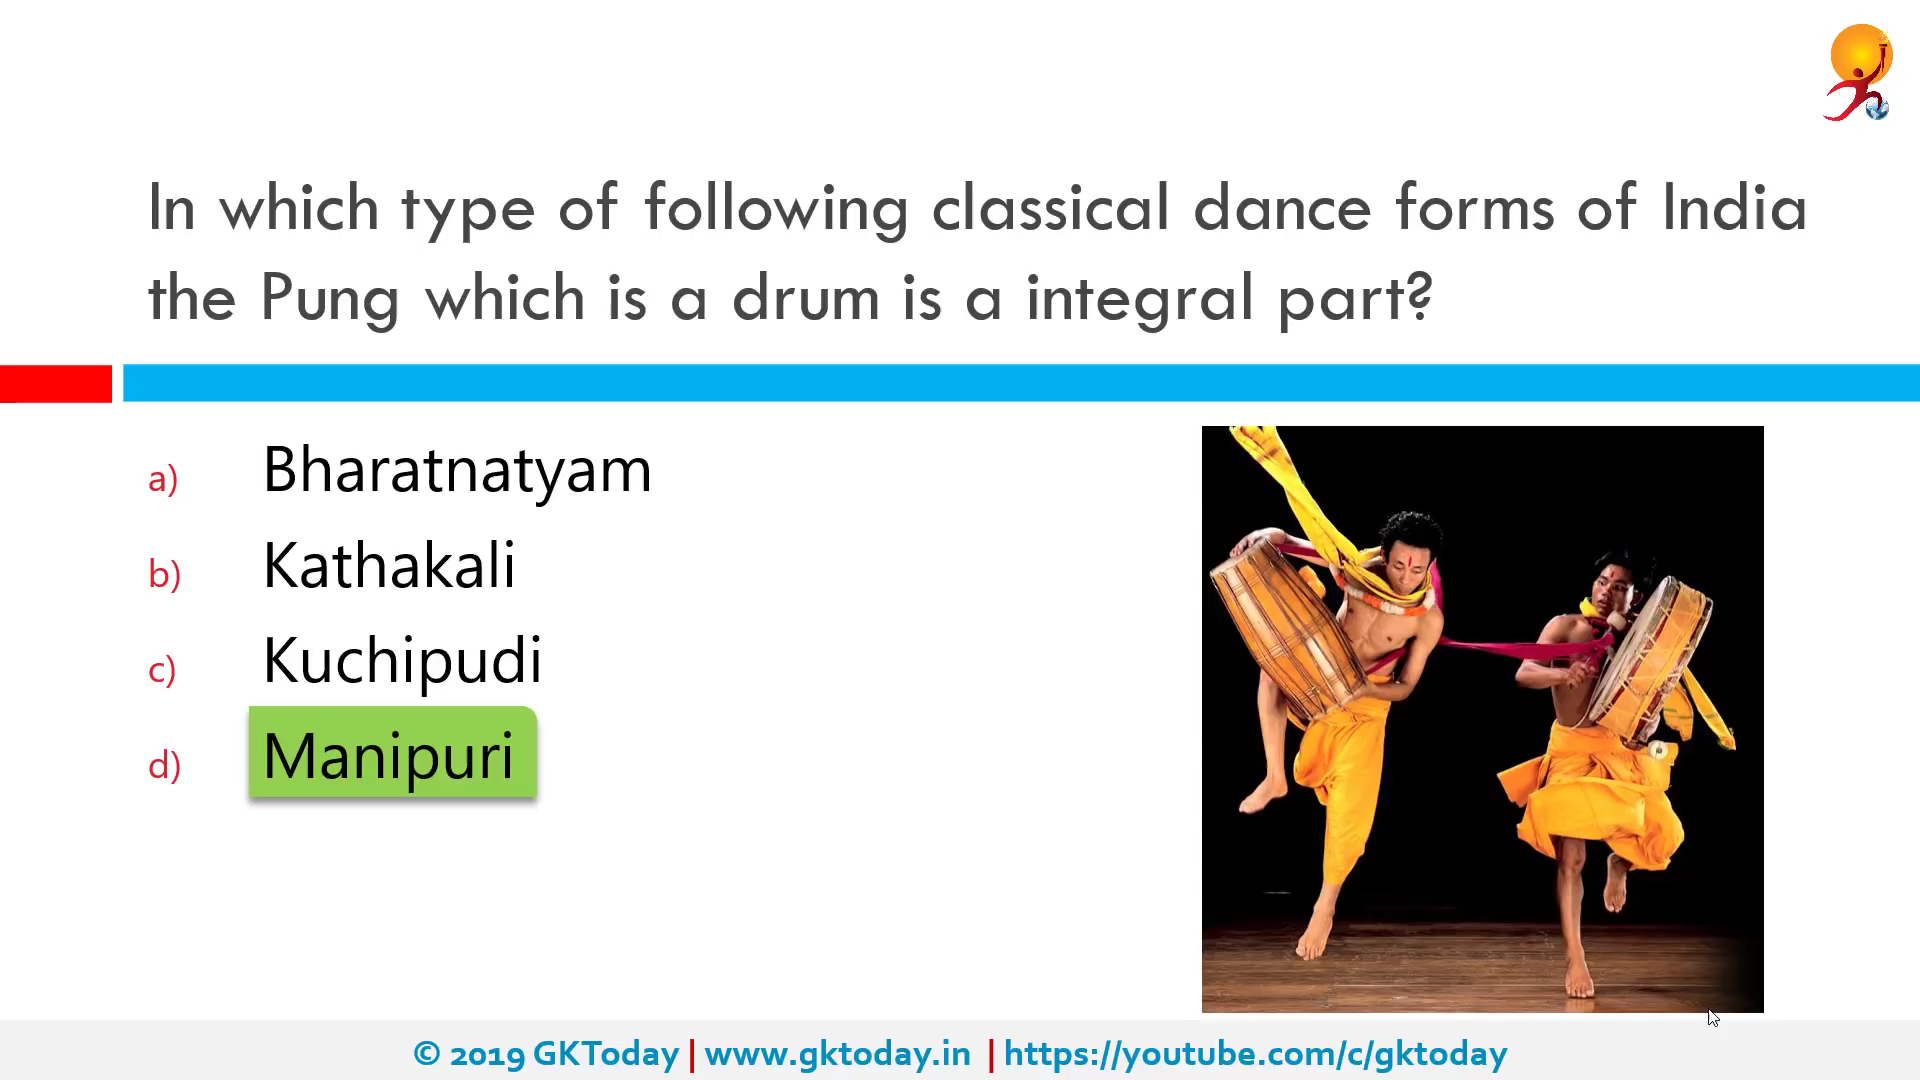 In which type of following classical dance forms of India
the Pung which is a drum is a integral part?
a) Bharatnatyam
b) Kathakali
c) Kuchipudi
d) Manipuri
© 2019 GKToday | www.gktoday.in | https://youtube.com/c/gktoday